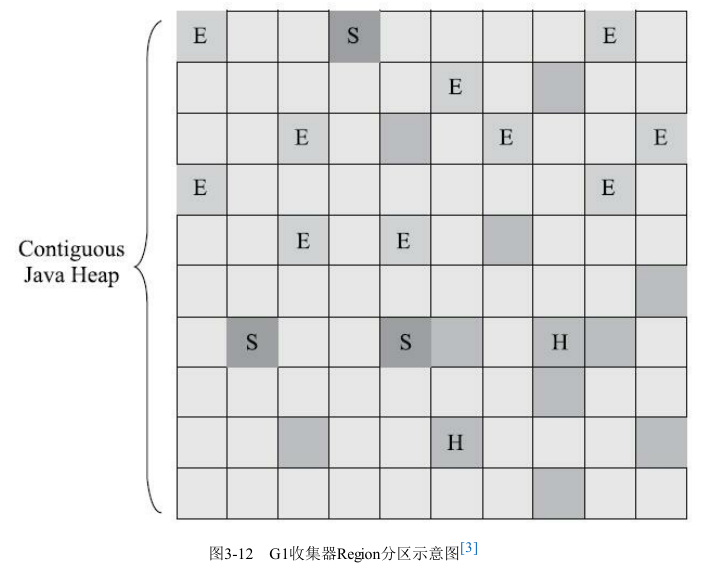 E S E
E
E E E
E E
E E
Contiguous
Java Heap
S S H
H
图3-12 G1收集器Region分区示意图[3]